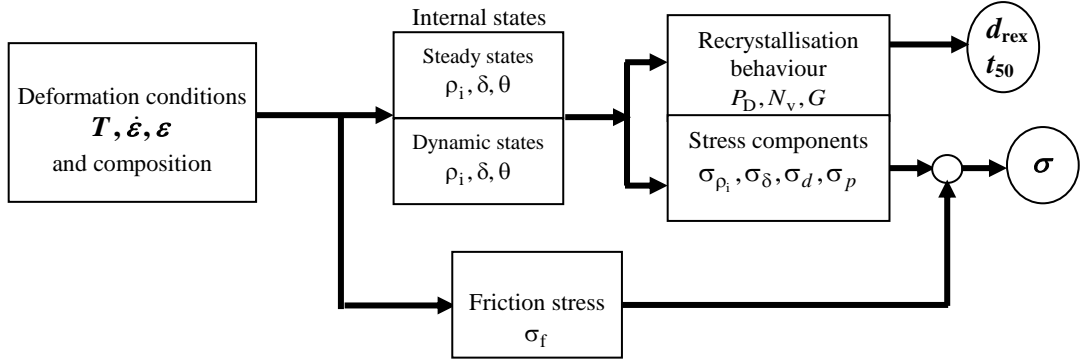 Internal states
Deformation conditions
T, ε̇, ε
and composition
Steady states
ρi, δ, θ
Dynamic states
ρi, δ, θ
Recrystallisation
behaviour
PD, Nv, G
Stress components
σρi, σδ, σd, σp
drex
t50
σ
Friction stress
σf